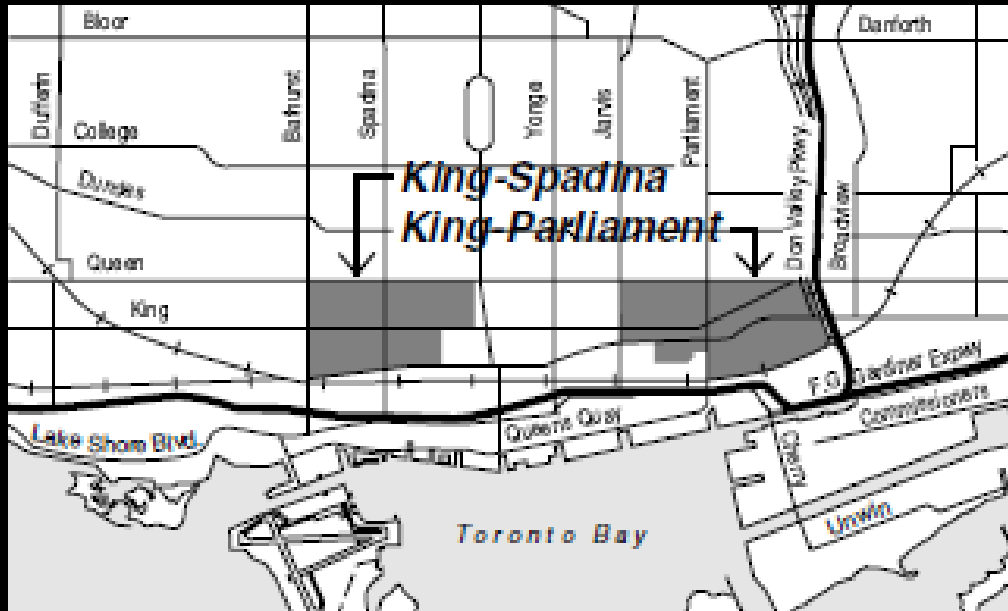 Bloor
Danforth
Dufferin
Bathurst
Spadina
Yonge
Jarvis
Parliament
Don Valley Pkwy.
Broadview
College
Dundas
King-Spadina
King-Parliament
Queen
King
F.G. Gardiner Expwy
Commissioners
Queens Quay
Lake Shore Blvd.
Cherry
Unwin
Toronto Bay